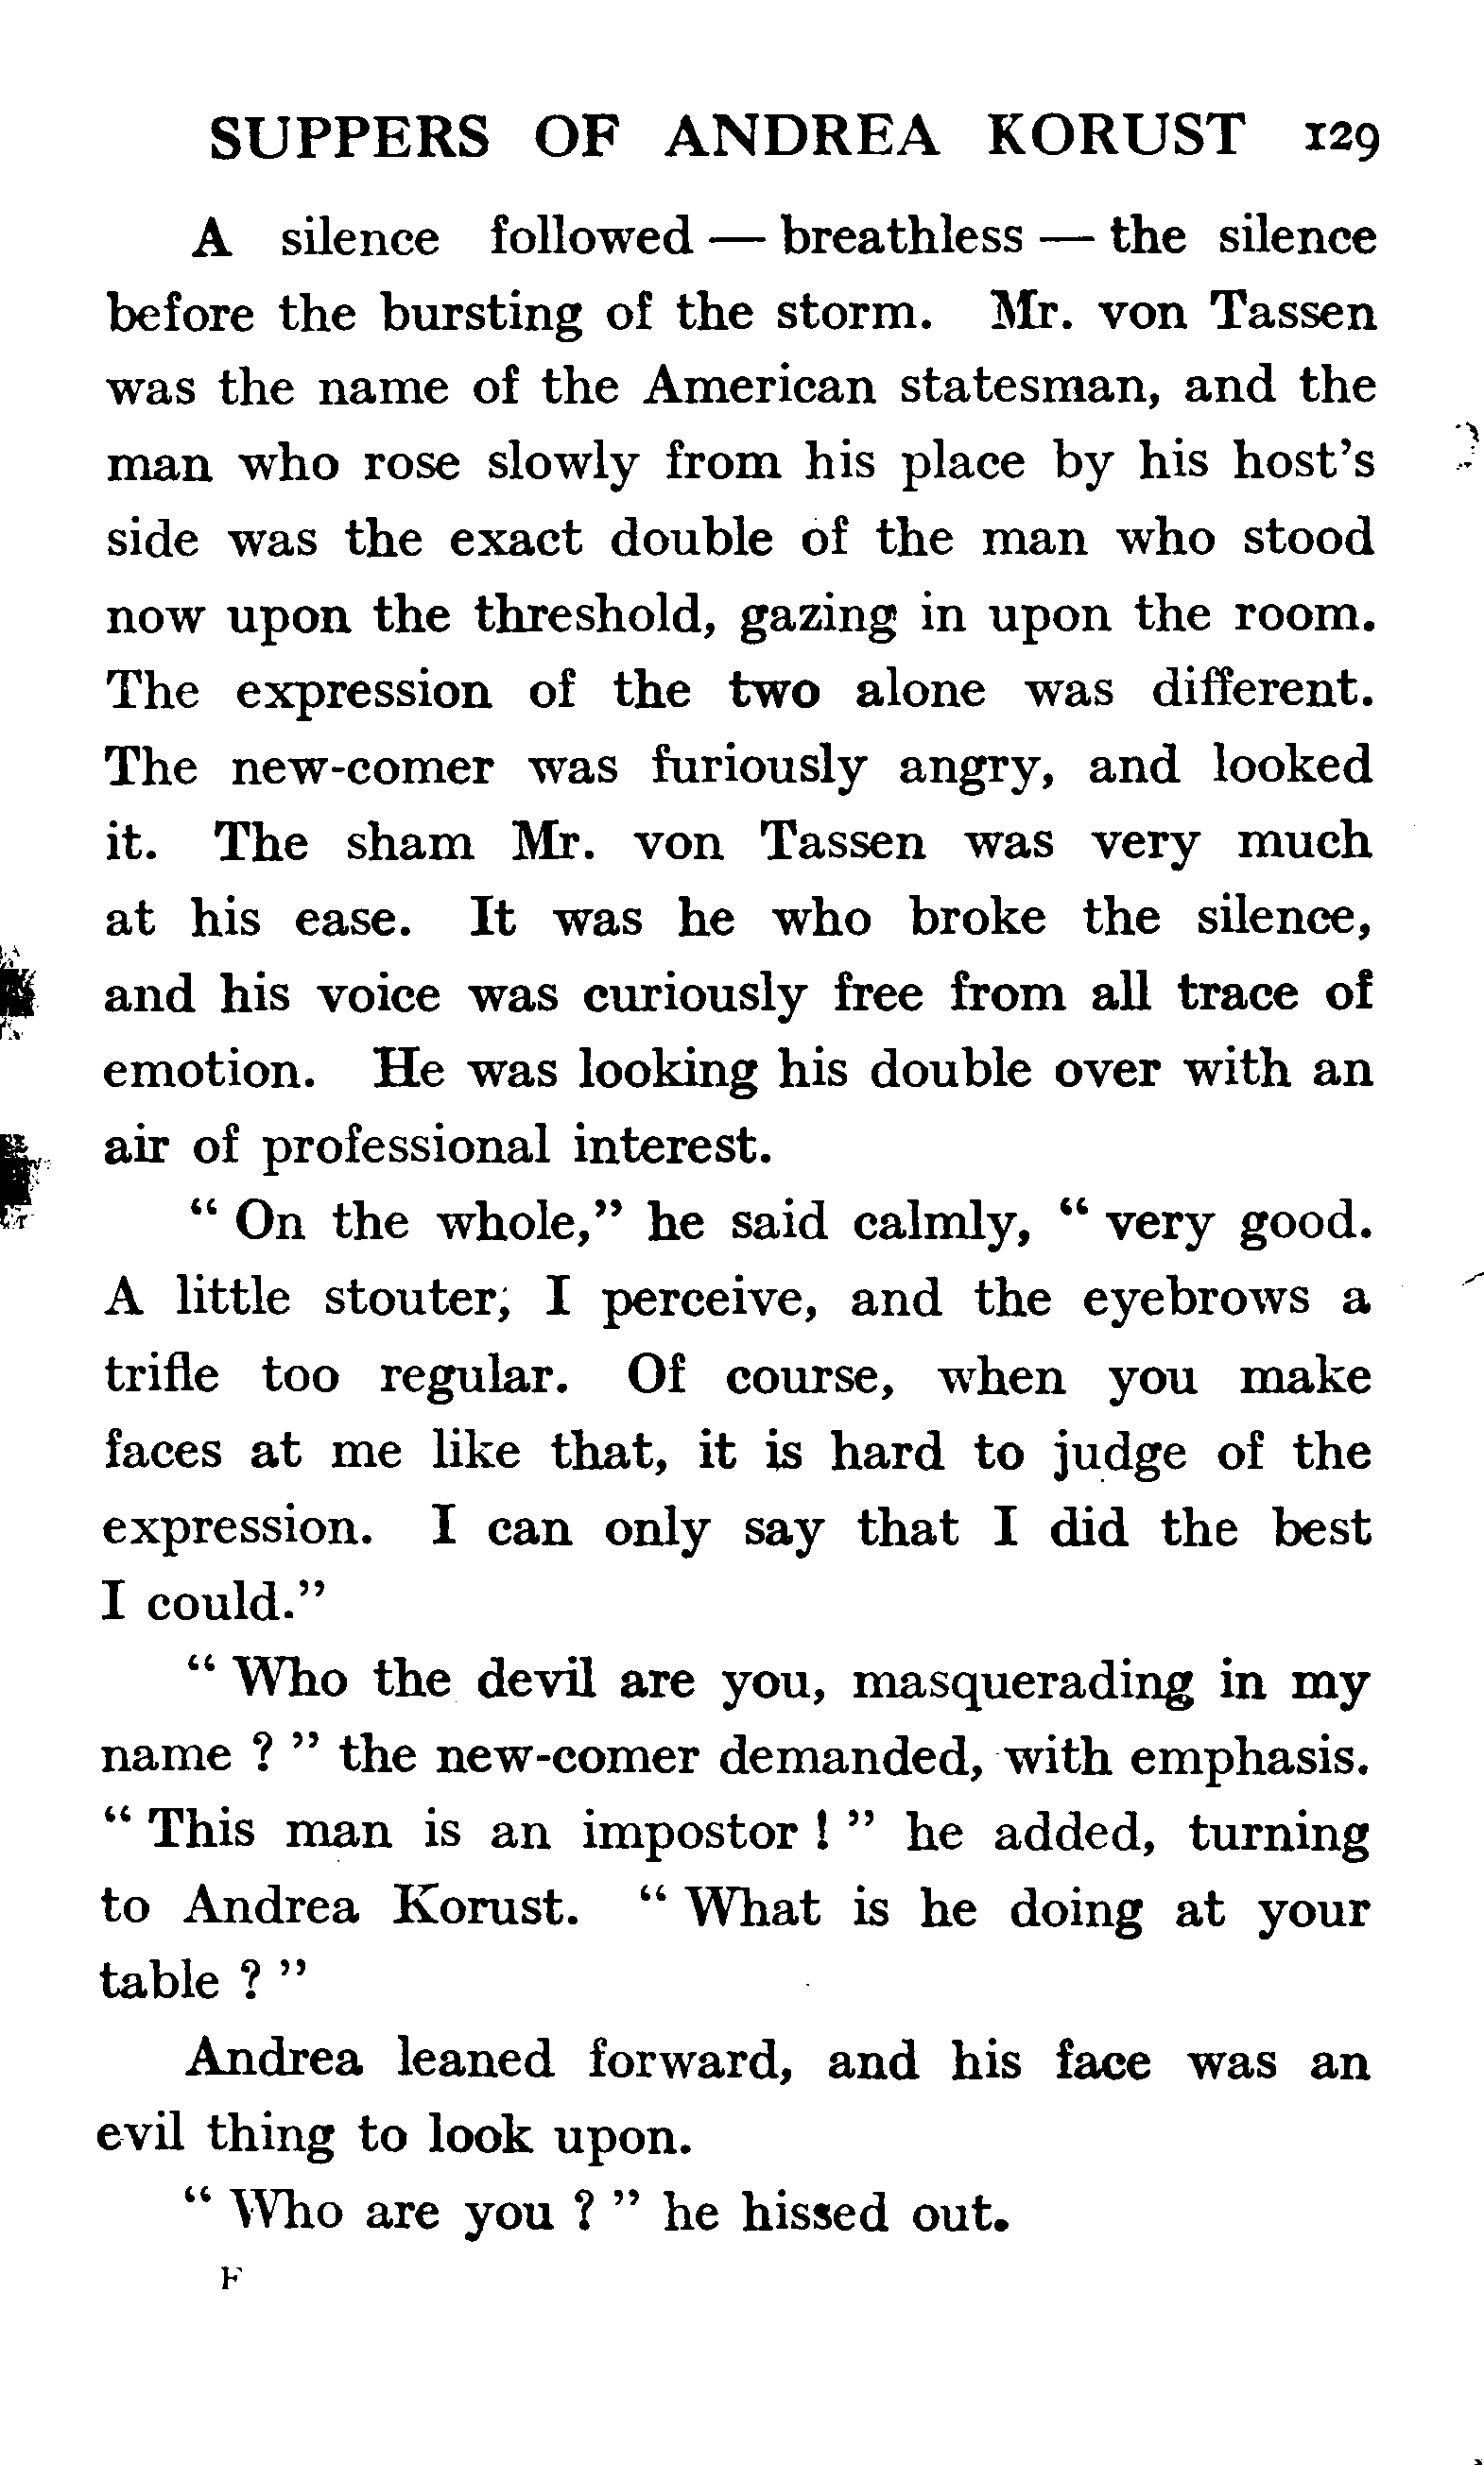 SUPPERS OF ANDREA KORUST 129
A silence followed — breathless — the silence
before the bursting of the storm. Mr. von Tassen
was the name of the American statesman, and the
man who rose slowly from his place by his host's
side was the exact double of the man who stood
now upon the threshold, gazing in upon the room.
The expression of the two alone was different.
The new-comer was furiously angry, and looked
it. The sham Mr. von Tassen was very much
at his ease. It was he who broke the silence,
and his voice was curiously free from all trace of
emotion. He was looking his double over with an
air of professional interest.
“ On the whole,” he said calmly, “ very good.
A little stouter, I perceive, and the eyebrows a
trifle too regular. Of course, when you make
faces at me like that, it is hard to judge of the
expression. I can only say that I did the best
I could.”
“ Who the devil are you, masquerading in my
name ? ” the new-comer demanded, with emphasis.
“ This man is an impostor ! ” he added, turning
to Andrea Korust. “ What is he doing at your
table ? ”
Andrea leaned forward, and his face was an
evil thing to look upon.
“ Who are you ? ” he hissed out.
F